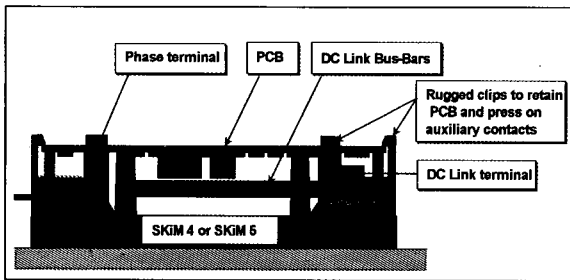 Phase terminal
PCB
DC Link Bus-Bars
Rugged clips to retain
PCB and press on
auxiliary contacts
DC Link terminal
SKiM 4 or SKiM 5